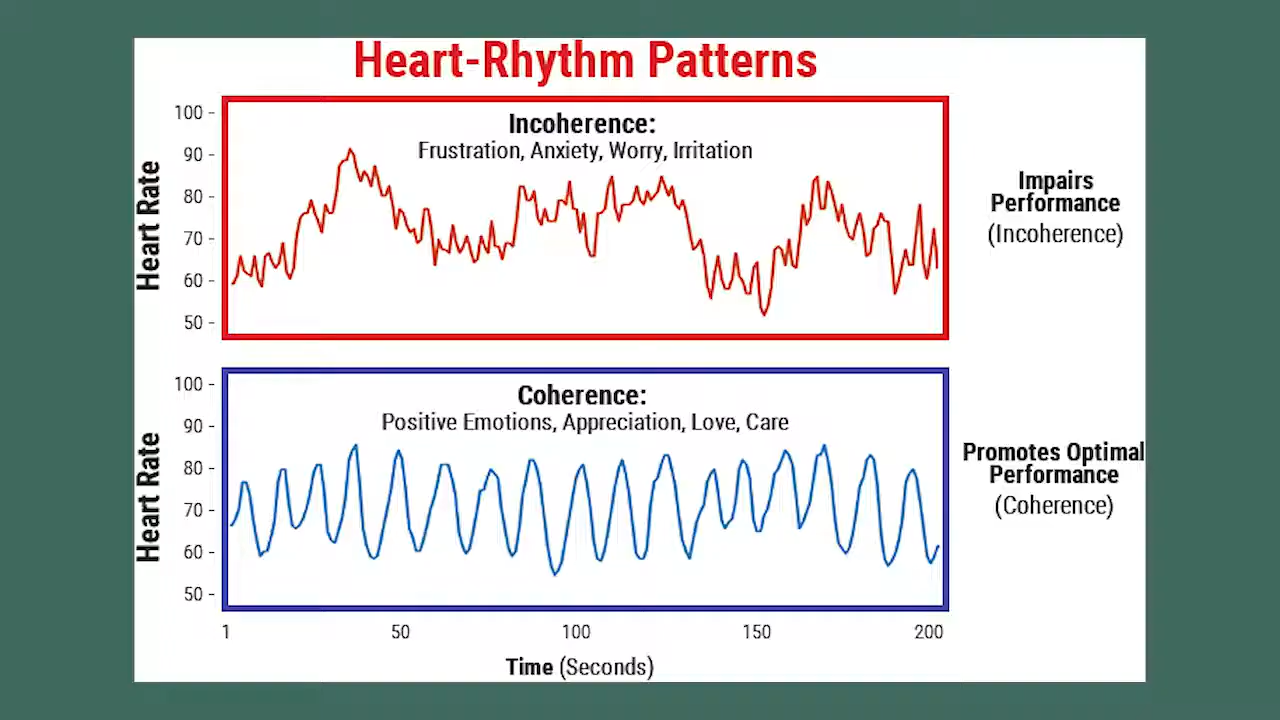 Heart-Rhythm Patterns
Heart Rate
100 -
90 -
80 -
70 -
60 -
50 -
Incoherence:
Frustration, Anxiety, Worry, Irritation
Impairs
Performance
(Incoherence)
Heart Rate
100 -
90 -
80 -
70 -
60 -
50 -
Coherence:
Positive Emotions, Appreciation, Love, Care
Promotes Optimal
Performance
(Coherence)
1 50 100 150 200
Time (Seconds)